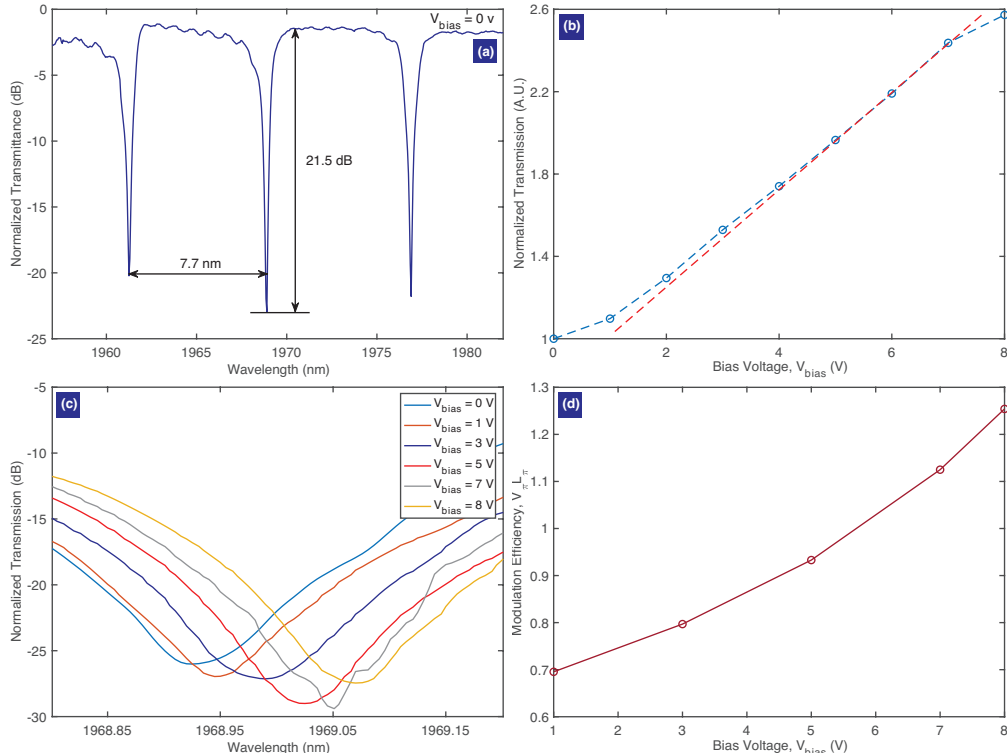 V_bias = 0 v
(a)
0
-5
-10
-15
-20
-25
Normalized Transmittance (dB)
21.5 dB
7.7 nm
1960 1965 1970 1975 1980
Wavelength (nm)
(b)
2.6
2.2
1.8
1.4
1
Normalized Transmission (A.U.)
0 2 4 6 8
Bias Voltage, V_bias (V)
(c)
-5
-10
-15
-20
-25
-30
Normalized Transmission (dB)
V_bias = 0 V
V_bias = 1 V
V_bias = 3 V
V_bias = 5 V
V_bias = 7 V
V_bias = 8 V
1968.85 1968.95 1969.05 1969.15
Wavelength (nm)
(d)
1.3
1.2
1.1
1
0.9
0.8
0.7
0.6
Modulation Efficiency, V_π L_π
1 2 3 4 5 6 7 8
Bias Voltage, V_bias (V)